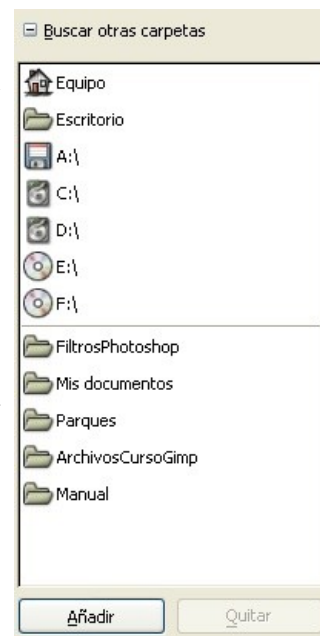 Buscar otras carpetas
Equipo
Escritorio
A:\
C:\
D:\
E:\
F:\
FiltrosPhotoshop
Mis documentos
Parques
ArchivosCursoGimp
Manual
Añadir
Quitar